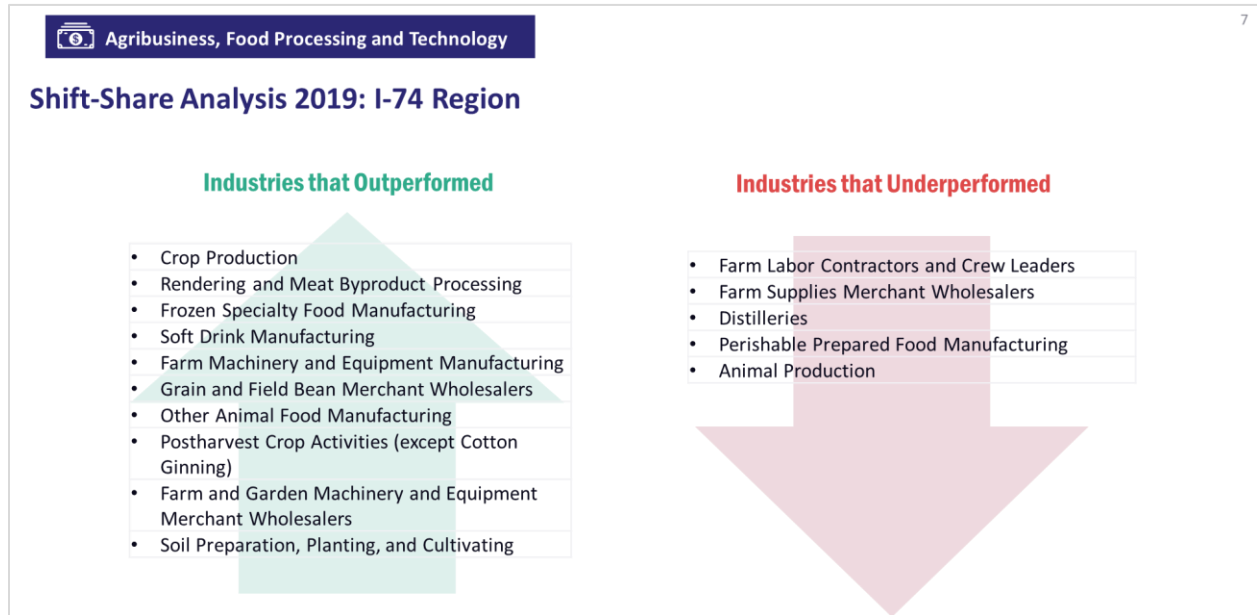 7
Agribusiness, Food Processing and Technology
Shift-Share Analysis 2019: I-74 Region
Industries that Outperformed
• Crop Production
• Rendering and Meat Byproduct Processing
• Frozen Specialty Food Manufacturing
• Soft Drink Manufacturing
• Farm Machinery and Equipment Manufacturing
• Grain and Field Bean Merchant Wholesalers
• Other Animal Food Manufacturing
• Postharvest Crop Activities (except Cotton
Ginning)
• Farm and Garden Machinery and Equipment
Merchant Wholesalers
• Soil Preparation, Planting, and Cultivating
Industries that Underperformed
• Farm Labor Contractors and Crew Leaders
• Farm Supplies Merchant Wholesalers
• Distilleries
• Perishable Prepared Food Manufacturing
• Animal Production